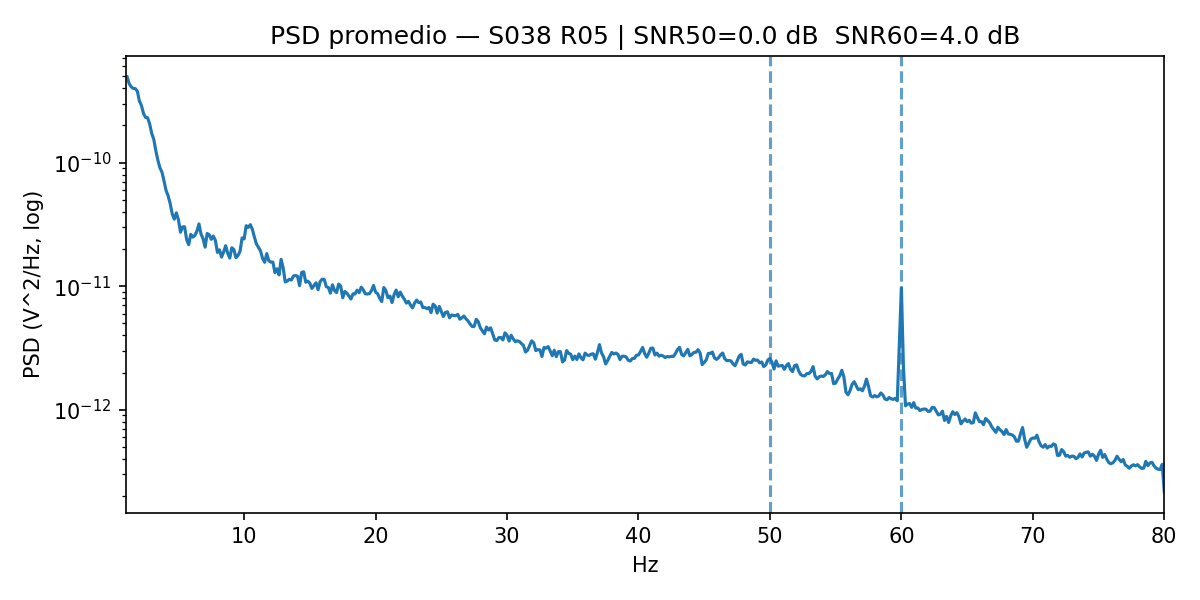 PSD promedio — S038 R05 | SNR50=0.0 dB  SNR60=4.0 dB
PSD (V^2/Hz, log)
10⁻¹⁰
10⁻¹¹
10⁻¹²
10 20 30 40 50 60 70 80
Hz